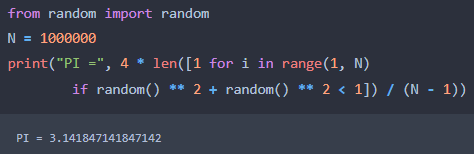 from random import random
N = 1000000
print("PI =", 4 * len([1 for i in range(1, N)
        if random() ** 2 + random() ** 2 < 1]) / (N - 1))
PI = 3.141847141847142